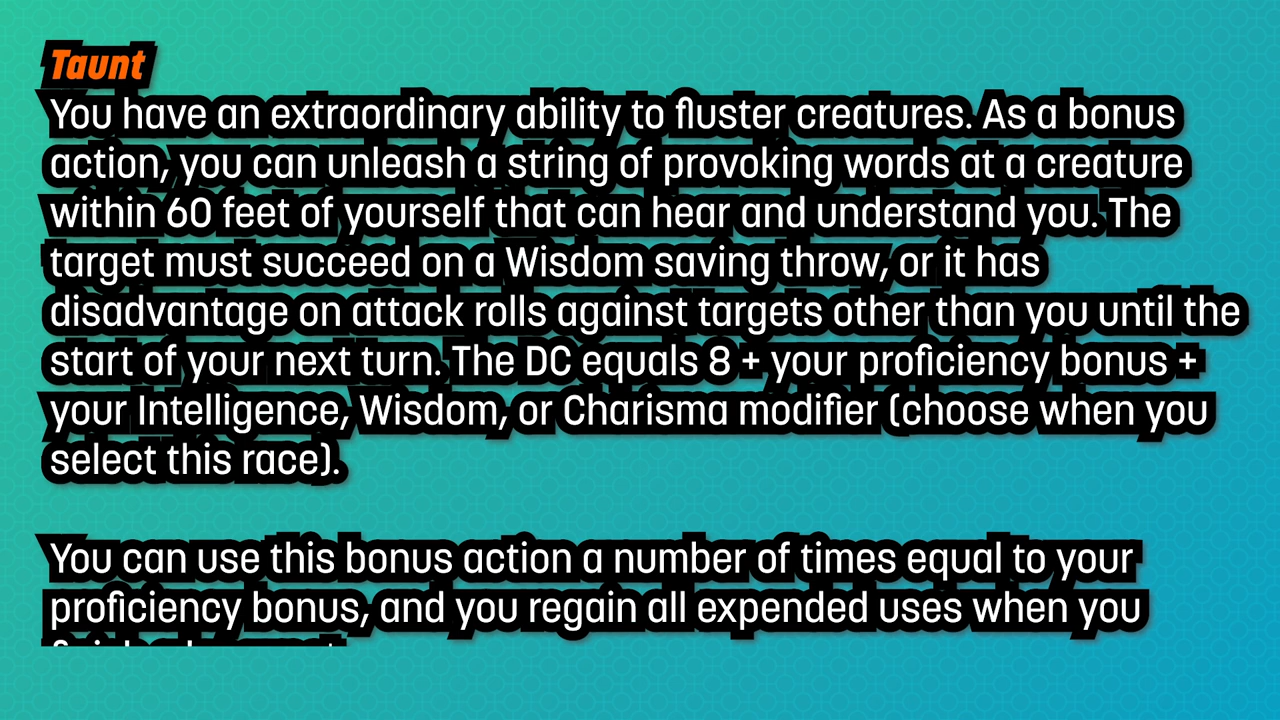 Taunt
You have an extraordinary ability to fluster creatures. As a bonus
action, you can unleash a string of provoking words at a creature
within 60 feet of yourself that can hear and understand you. The
target must succeed on a Wisdom saving throw, or it has
disadvantage on attack rolls against targets other than you until the
start of your next turn. The DC equals 8 + your proficiency bonus +
your Intelligence, Wisdom, or Charisma modifier (choose when you
select this race).
You can use this bonus action a number of times equal to your
proficiency bonus, and you regain all expended uses when you